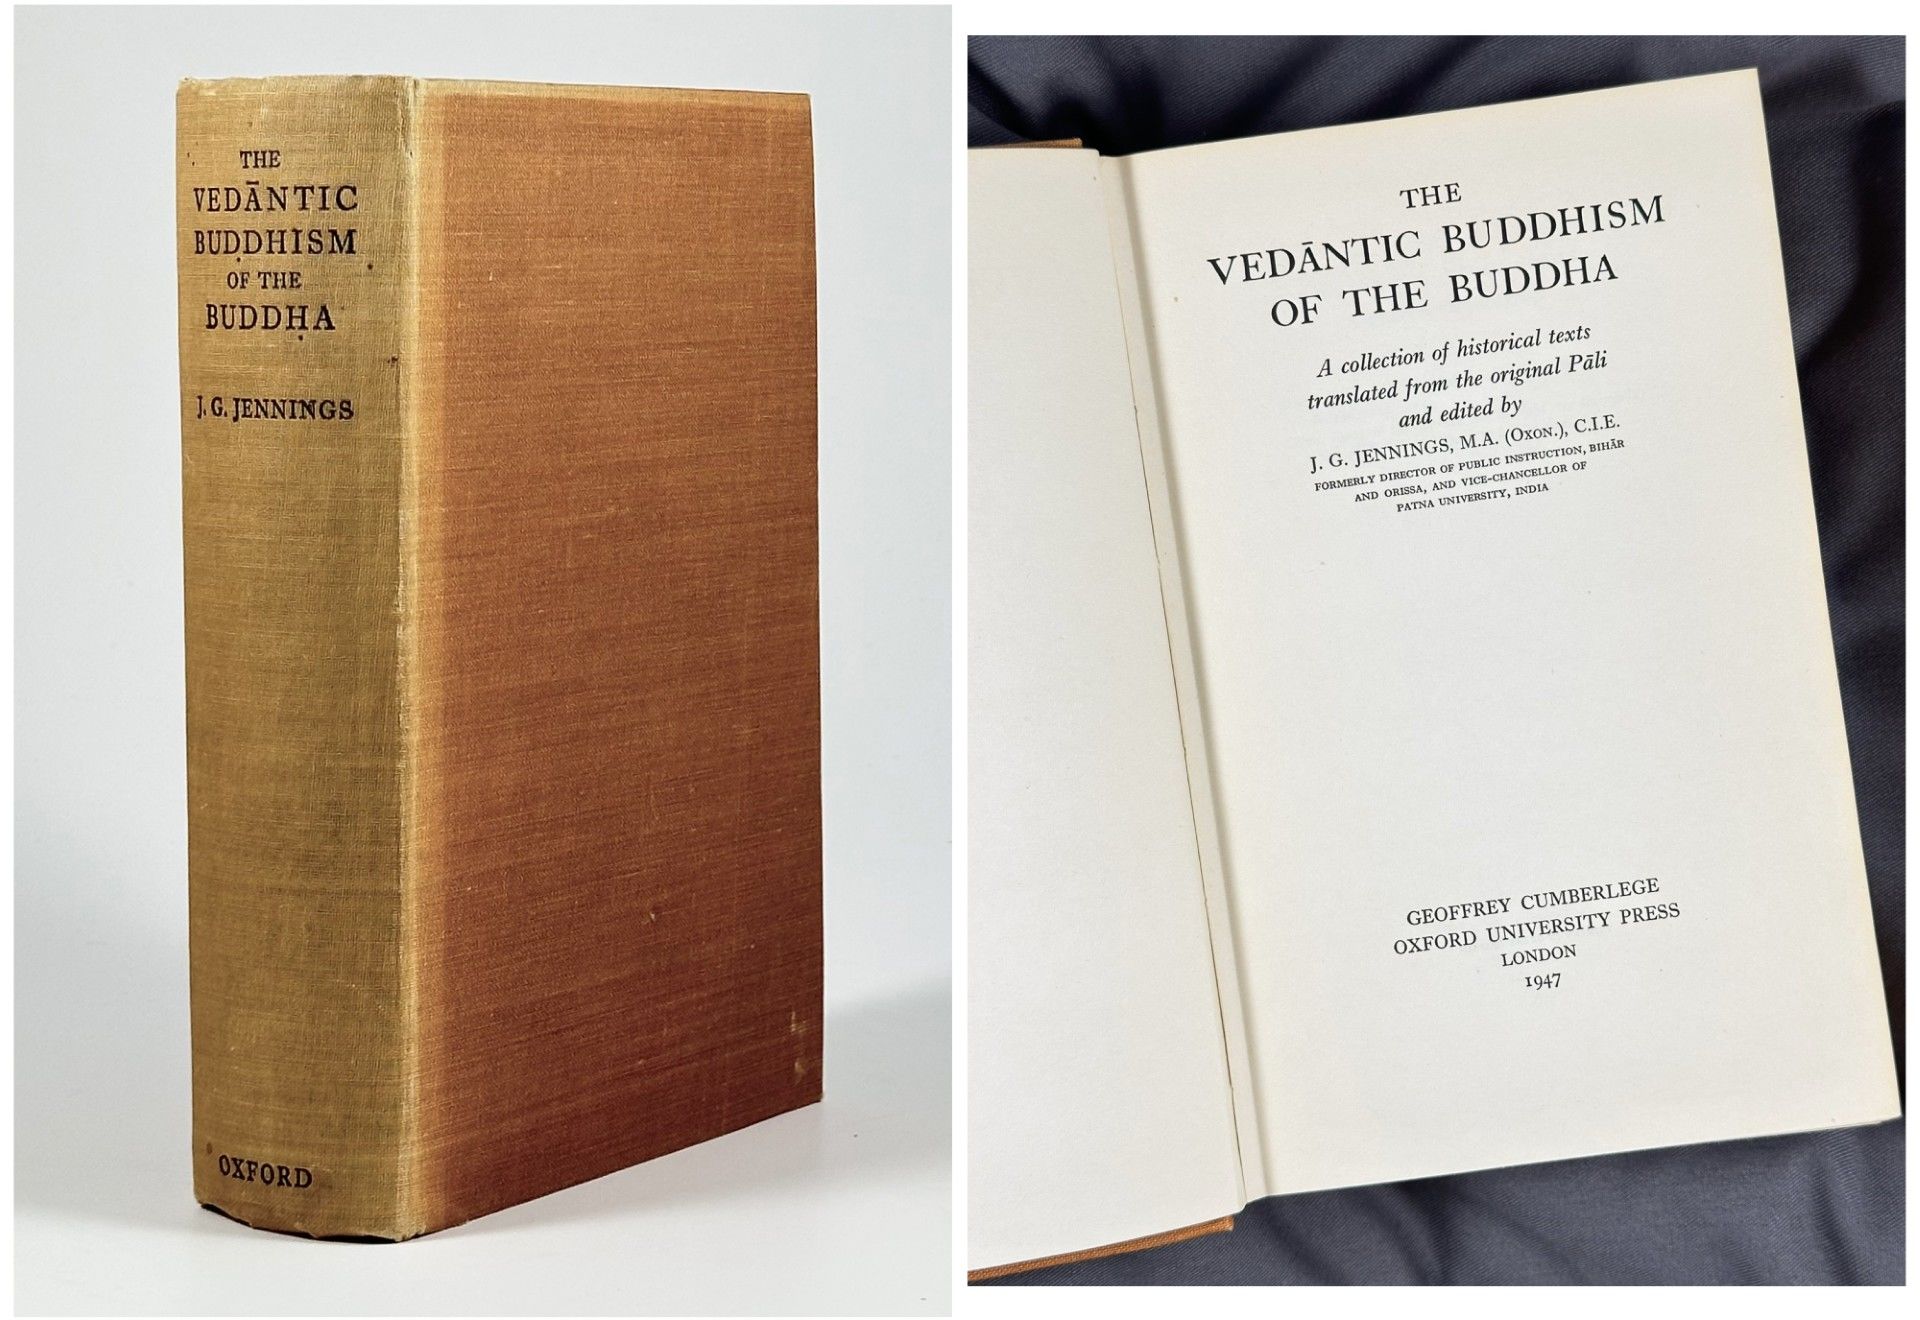 THE
VEDĀNTIC
BUDDHISM
OF THE
BUDDHA
J. G. JENNINGS
OXFORD
THE
VEDĀNTIC BUDDHISM
OF THE BUDDHA
A collection of historical texts
translated from the original Pāli
and edited by
J. G. JENNINGS, M.A. (OXON.), C.I.E.
FORMERLY DIRECTOR OF PUBLIC INSTRUCTION, BIHĀR
AND ORISSA, AND VICE-CHANCELLOR OF
PATNA UNIVERSITY, INDIA
GEOFFREY CUMBERLEGE
OXFORD UNIVERSITY PRESS
LONDON
1947